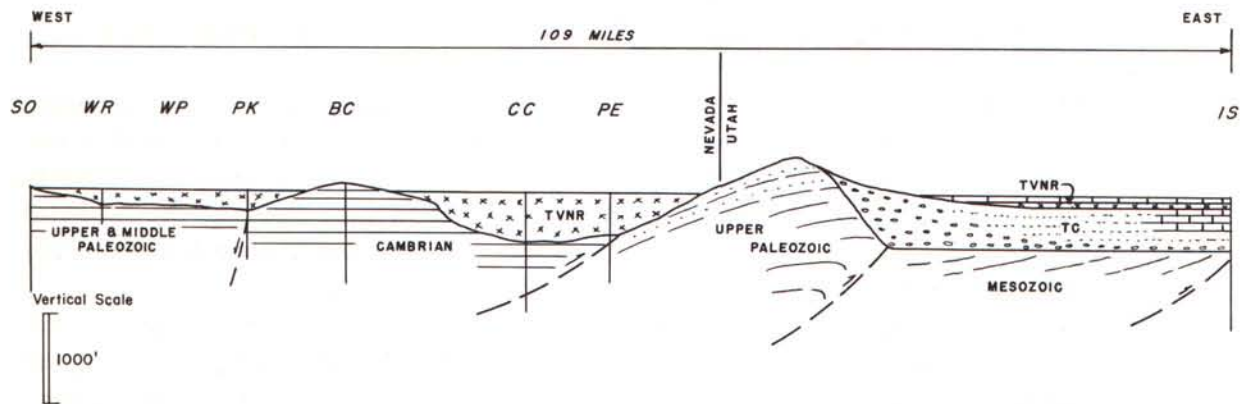 WEST
EAST
109 MILES
SO WR WP PK BC CC PE NEVADA UTAH IS
TVNR
TVNR
UPPER & MIDDLE
PALEOZOIC
CAMBRIAN
UPPER
PALEOZOIC
TC
MESOZOIC
Vertical Scale
1000'